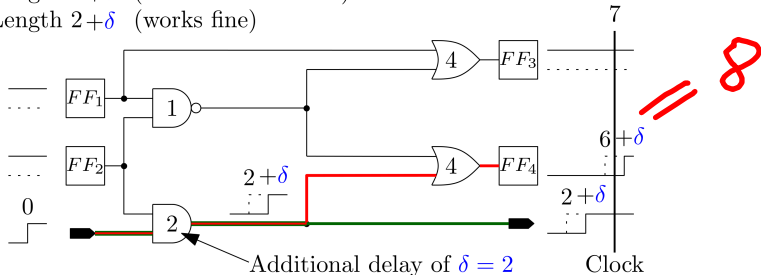 Length 2+δ (works fine)
7
4
FF₃
FF₁
1
= 8
FF₂
4
FF₄
6+δ
2+δ
2+δ
0
2
Additional delay of δ = 2
Clock